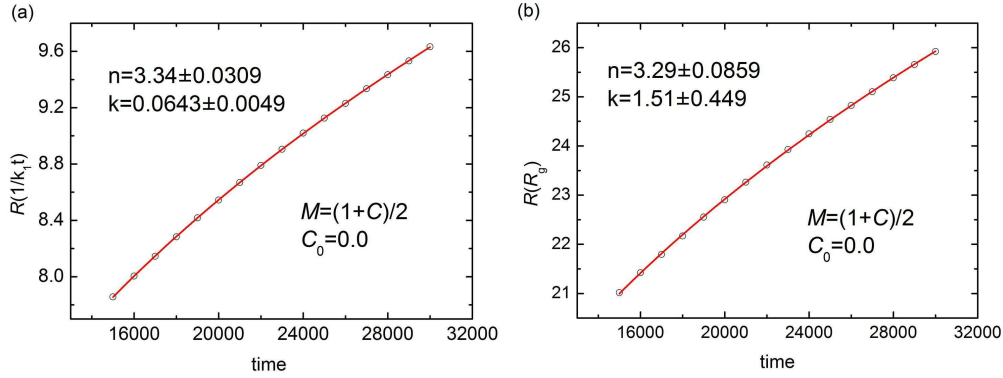 (a)
9.6
9.2
8.8
8.4
8.0
R(1/k₁t)
n=3.34±0.0309
k=0.0643±0.0049
M=(1+C)/2
C₀=0.0
16000 20000 24000 28000 32000
time
(b)
26
25
24
23
22
21
R(R_g)
n=3.29±0.0859
k=1.51±0.449
M=(1+C)/2
C₀=0.0
16000 20000 24000 28000 32000
time